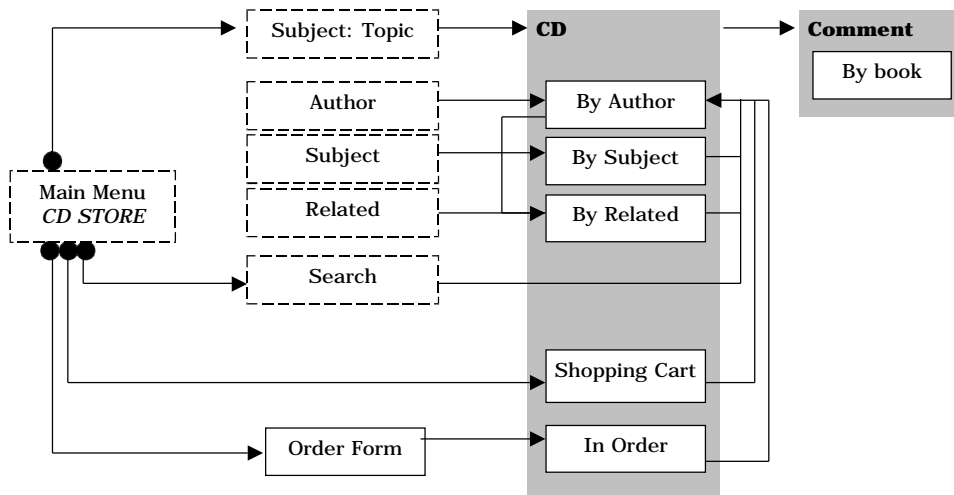 Subject: Topic
CD
Comment
By book
Author
By Author
Subject
By Subject
Main Menu
CD STORE
Related
By Related
Search
Shopping Cart
Order Form
In Order